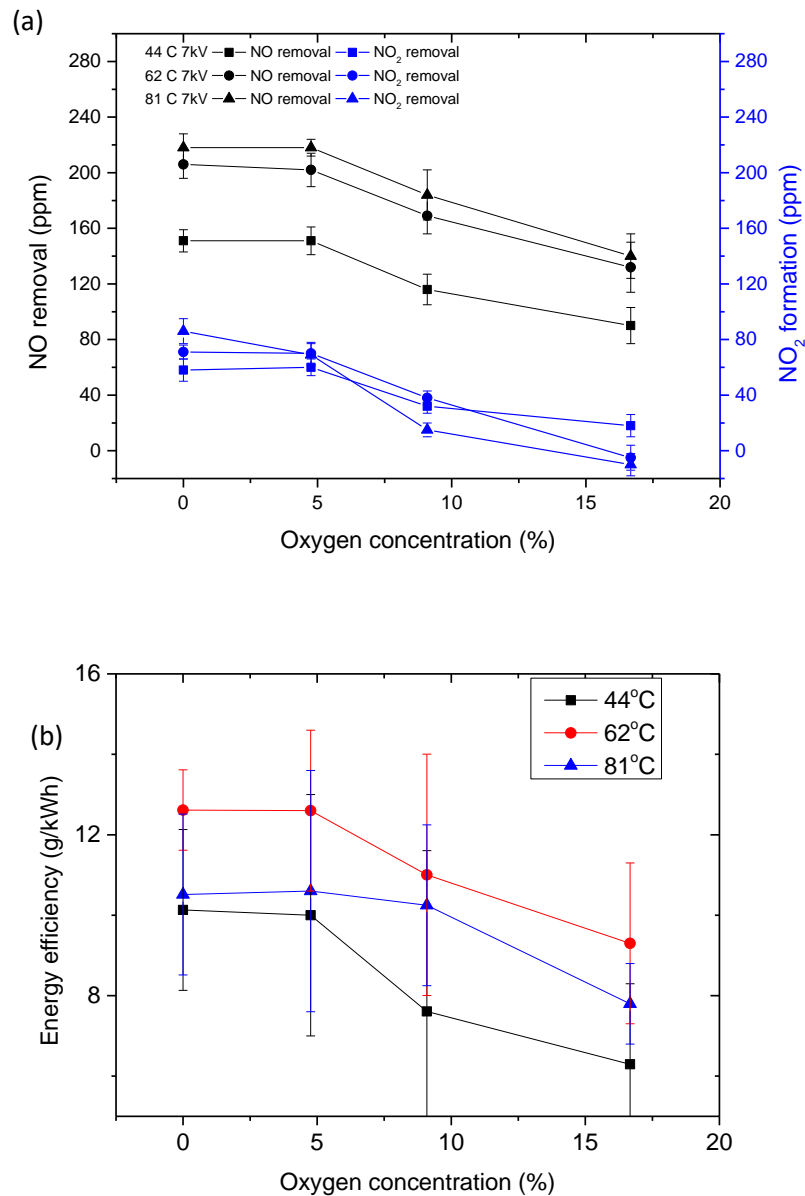 (a)
44 C 7kV NO removal NO₂ removal
62 C 7kV NO removal NO₂ removal
81 C 7kV NO removal NO₂ removal
280 280
240 240
200 200
160 160
120 120
80 80
40 40
0 0
NO removal (ppm)
NO₂ formation (ppm)
0 5 10 15 20
Oxygen concentration (%)
(b)
44°C
62°C
81°C
16
12
8
Energy efficiency (g/kWh)
0 5 10 15 20
Oxygen concentration (%)